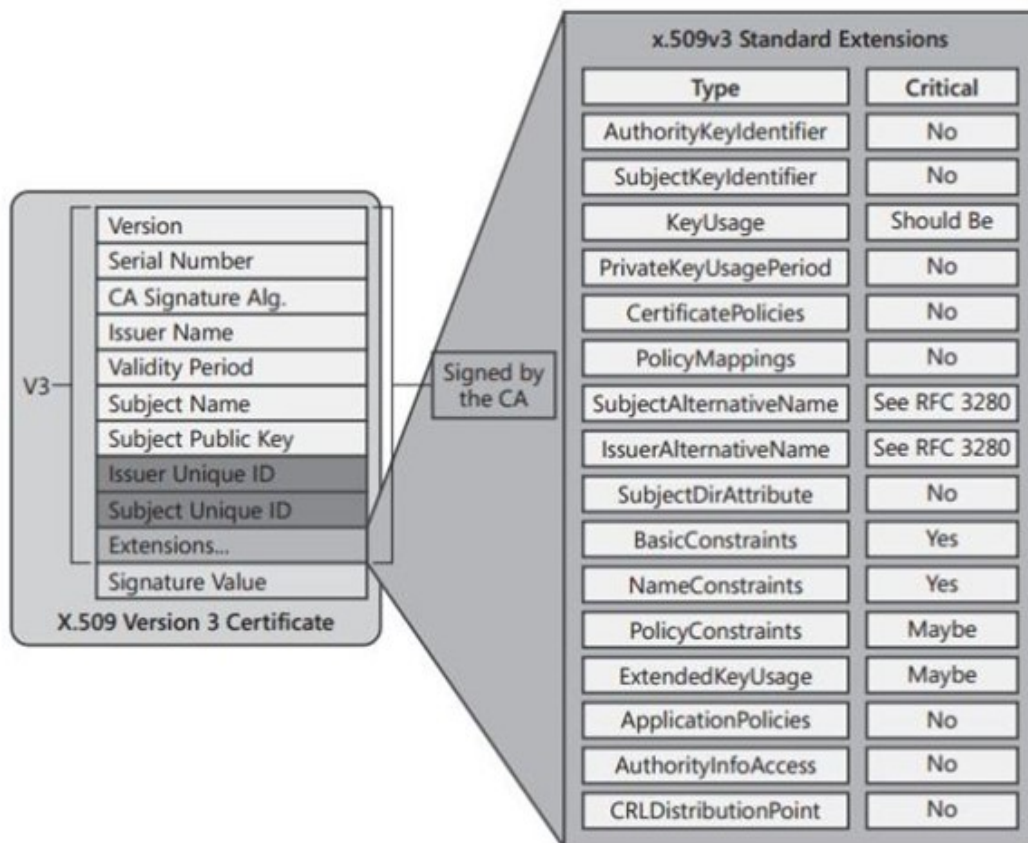 V3
Version
Serial Number
CA Signature Alg.
Issuer Name
Validity Period
Subject Name
Subject Public Key
Issuer Unique ID
Subject Unique ID
Extensions...
Signature Value
X.509 Version 3 Certificate
Signed by
the CA
x.509v3 Standard Extensions
Type Critical
AuthorityKeyIdentifier No
SubjectKeyIdentifier No
KeyUsage Should Be
PrivateKeyUsagePeriod No
CertificatePolicies No
PolicyMappings No
SubjectAlternativeName See RFC 3280
IssuerAlternativeName See RFC 3280
SubjectDirAttribute No
BasicConstraints Yes
NameConstraints Yes
PolicyConstraints Maybe
ExtendedKeyUsage Maybe
ApplicationPolicies No
AuthorityInfoAccess No
CRLDistributionPoint No